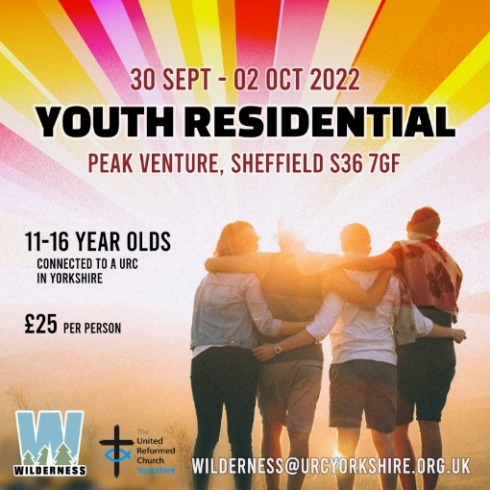 30 SEPT - 02 OCT 2022
YOUTH RESIDENTIAL
PEAK VENTURE, SHEFFIELD S36 7GF
11-16 YEAR OLDS
CONNECTED TO A URC
IN YORKSHIRE
£25 PER PERSON
W
WILDERNESS
The
United
Reformed
Church
Yorkshire
WILDERNESS@URCYORKSHIRE.ORG.UK